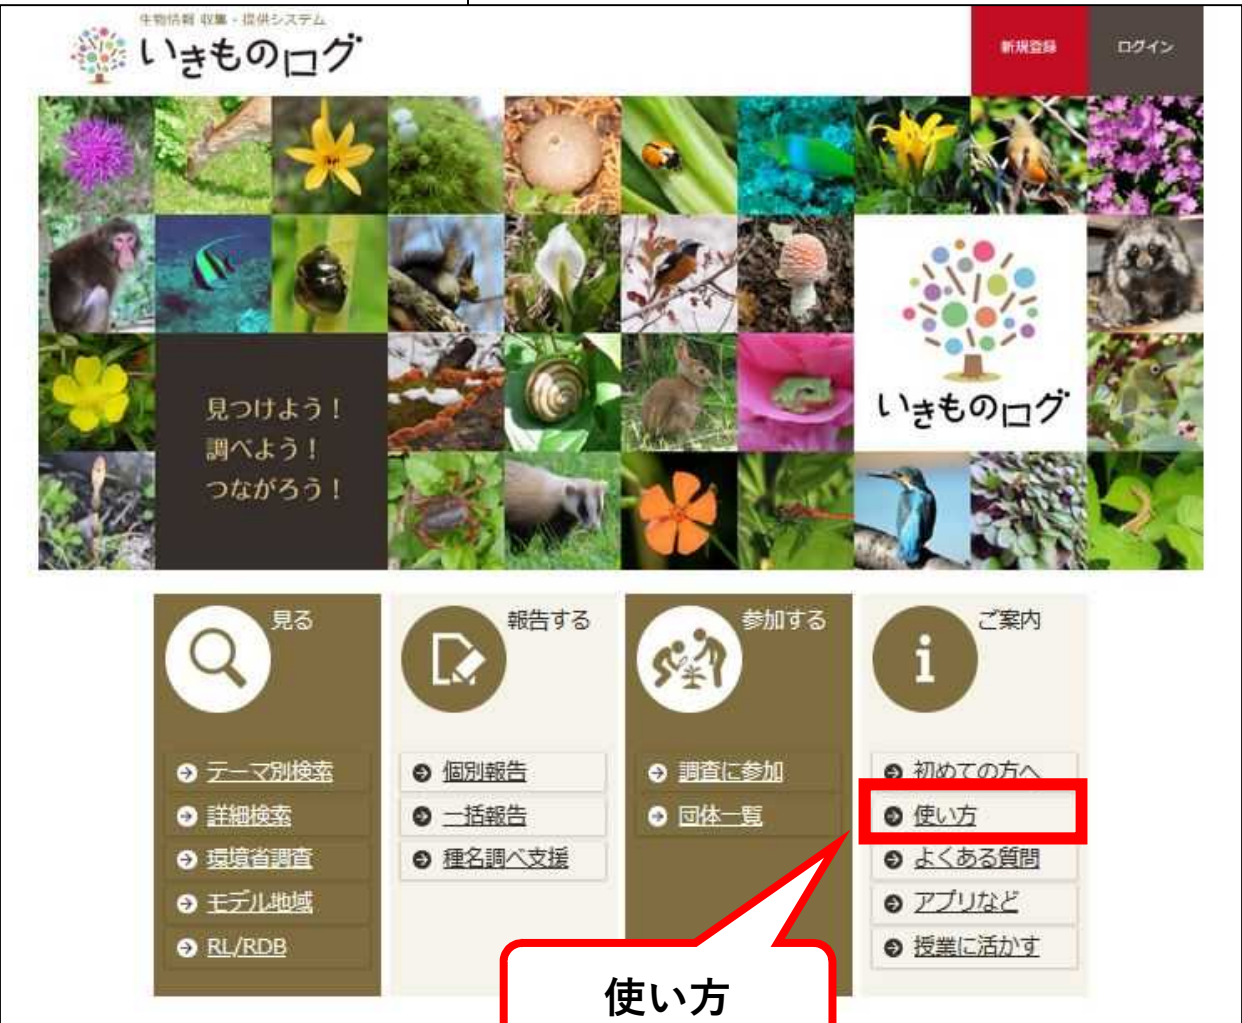 生物情報 収集・提供システム
いきものログ
新規登録
ログイン
見つけよう！
調べよう！
つながろう！
いきものログ
見る
テーマ別検索
詳細検索
環境省調査
モデル地域
RL/RDB
報告する
個別報告
一括報告
種名調べ支援
参加する
調査に参加
団体一覧
ご案内
初めての方へ
使い方
よくある質問
アプリなど
授業に活かす
使い方